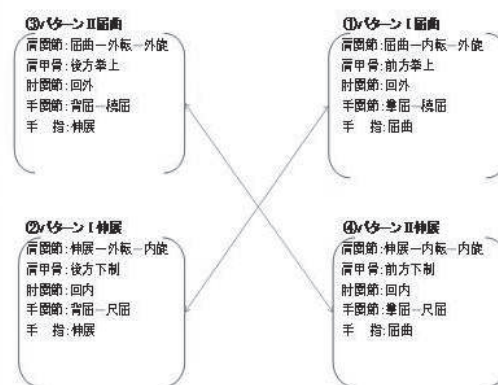 ③パターンⅡ屈曲
肩関節:屈曲－外転－外旋
肩甲骨:後方挙上
肘関節:回外
手関節:背屈－橈屈
手　指:伸展
①パターンⅠ屈曲
肩関節:屈曲－内転－外旋
肩甲骨:前方挙上
肘関節:回外
手関節:掌屈－橈屈
手　指:屈曲
②パターンⅠ伸展
肩関節:伸展－外転－内旋
肩甲骨:後方下制
肘関節:回内
手関節:背屈－尺屈
手　指:伸展
④パターンⅡ伸展
肩関節:伸展－内転－内旋
肩甲骨:前方下制
肘関節:回内
手関節:掌屈－尺屈
手　指:屈曲